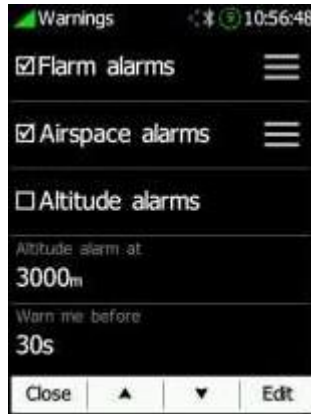 Warnings 9 10:56:48
Flarm alarms
Airspace alarms
Altitude alarms
Altitude alarm at
3000m
Warn me before
30s
Close Edit